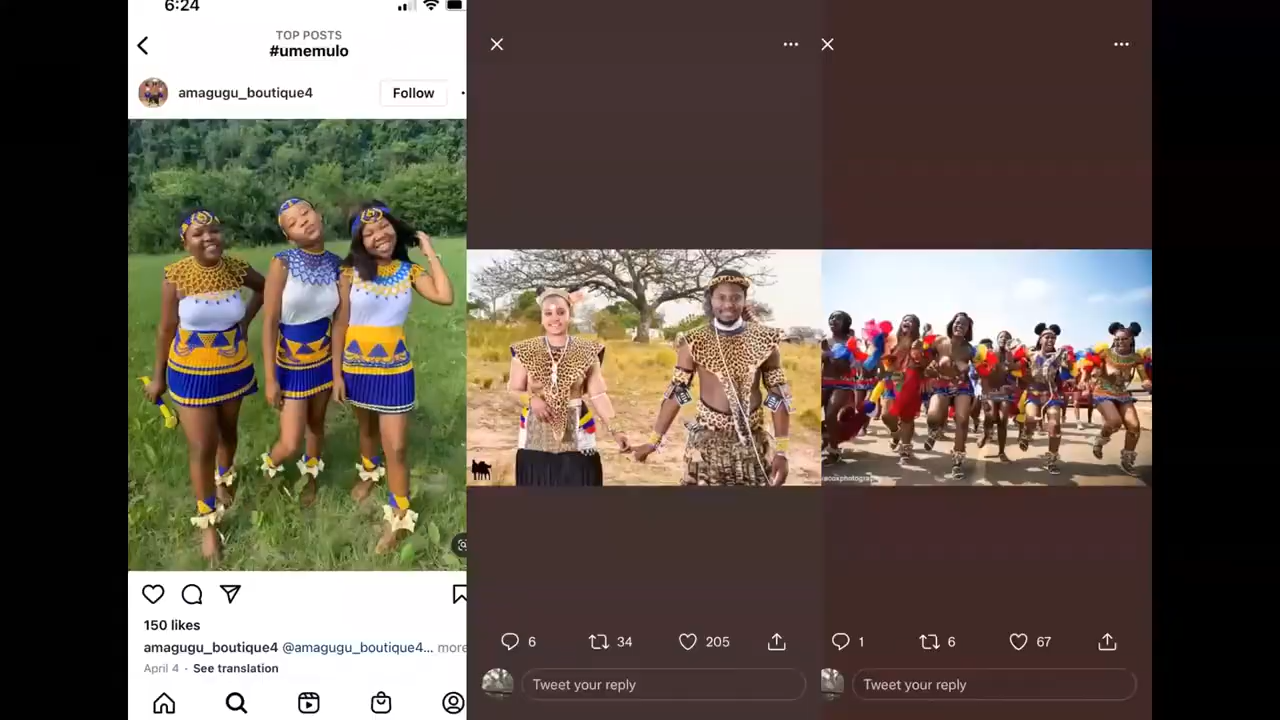 6:24
TOP POSTS
#umemulo
amagugu_boutique4
Follow
150 likes
amagugu_boutique4 @amagugu_boutique4... more
April 4 · See translation
6
34
205
Tweet your reply
1
6
67
Tweet your reply